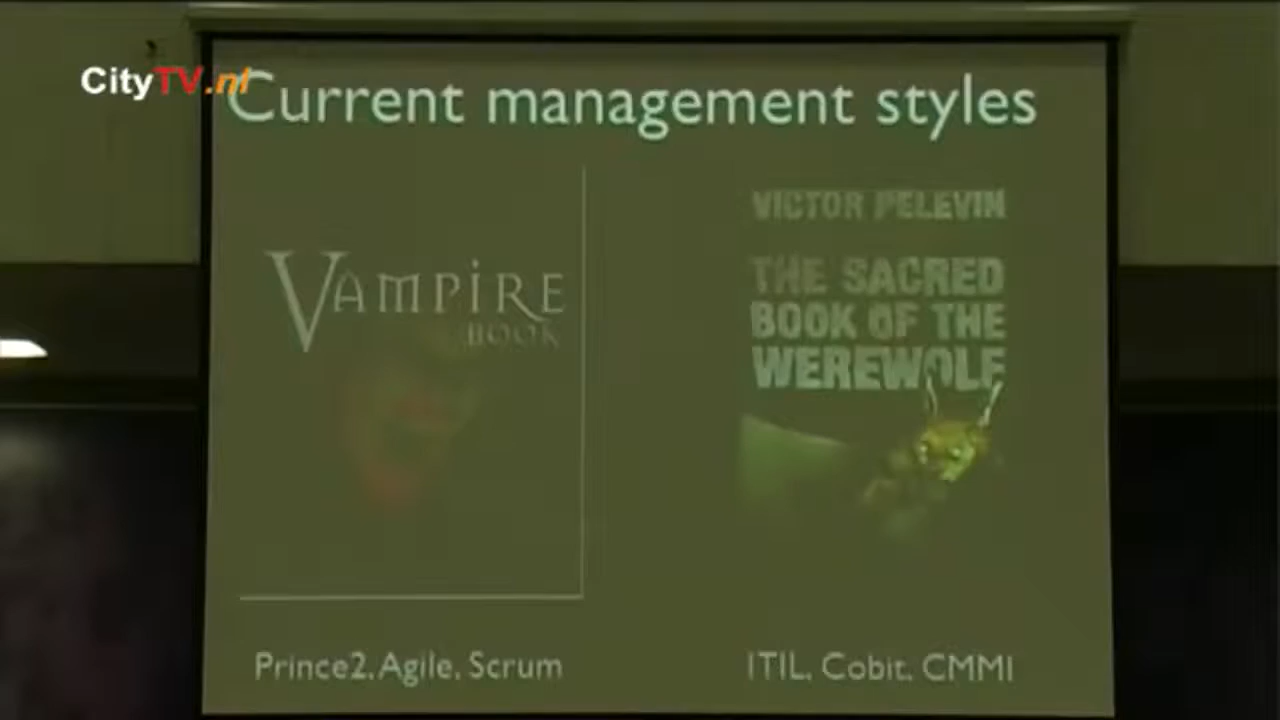 CityTV.nl
Current management styles
VAMPIRE
BOOK
VICTOR PELEVIN
THE SACRED
BOOK OF THE
WEREWOLF
Prince2, Agile, Scrum
ITIL, Cobit, CMMI